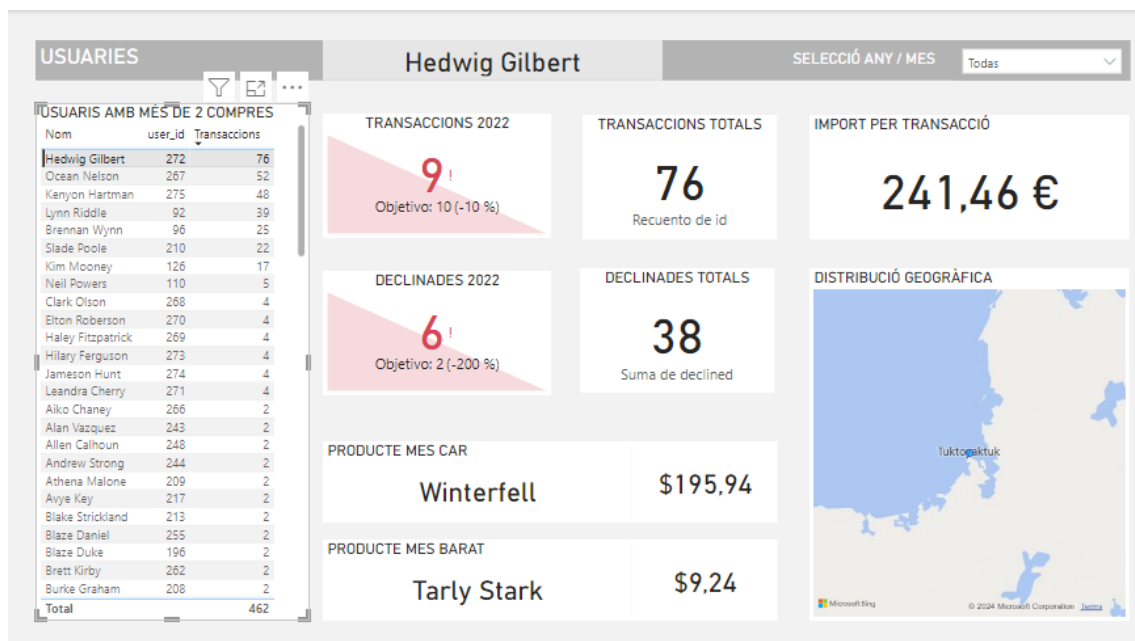 USUARIES
Hedwig Gilbert
SELECCIÓ ANY / MES
Todas
USUARIS AMB MÉS DE 2 COMPRES
Nom user_id Transaccions
Hedwig Gilbert 272 76
Ocean Nelson 267 52
Kenyon Hartman 275 48
Lynn Riddle 92 39
Brennan Wynn 96 25
Slade Poole 210 22
Kim Mooney 126 17
Neil Powers 110 5
Clark Olson 268 4
Elton Roberson 270 4
Haley Fitzpatrick 269 4
Hilary Ferguson 273 4
Jameson Hunt 274 4
Leandra Cherry 271 4
Aiko Chaney 266 2
Alan Vazquez 243 2
Allen Calhoun 248 2
Andrew Strong 244 2
Athena Malone 209 2
Avye Key 217 2
Blake Strickland 213 2
Blaze Daniel 255 2
Blaze Duke 196 2
Brett Kirby 262 2
Burke Graham 208 2
Total 462
TRANSACCIONS 2022
9!
Objetivo: 10 (-10 %)
TRANSACCIONS TOTALS
76
Recuento de id
IMPORT PER TRANSACCIÓ
241,46 €
DECLINADES 2022
6!
Objetivo: 2 (-200 %)
DECLINADES TOTALS
38
Suma de declined
DISTRIBUCIÓ GEOGRÀFICA
Tuktoyaktuk
Microsoft Bing
© 2024 Microsoft Corporation Terms
PRODUCTE MES CAR
Winterfell
$195,94
PRODUCTE MES BARAT
Tarly Stark
$9,24